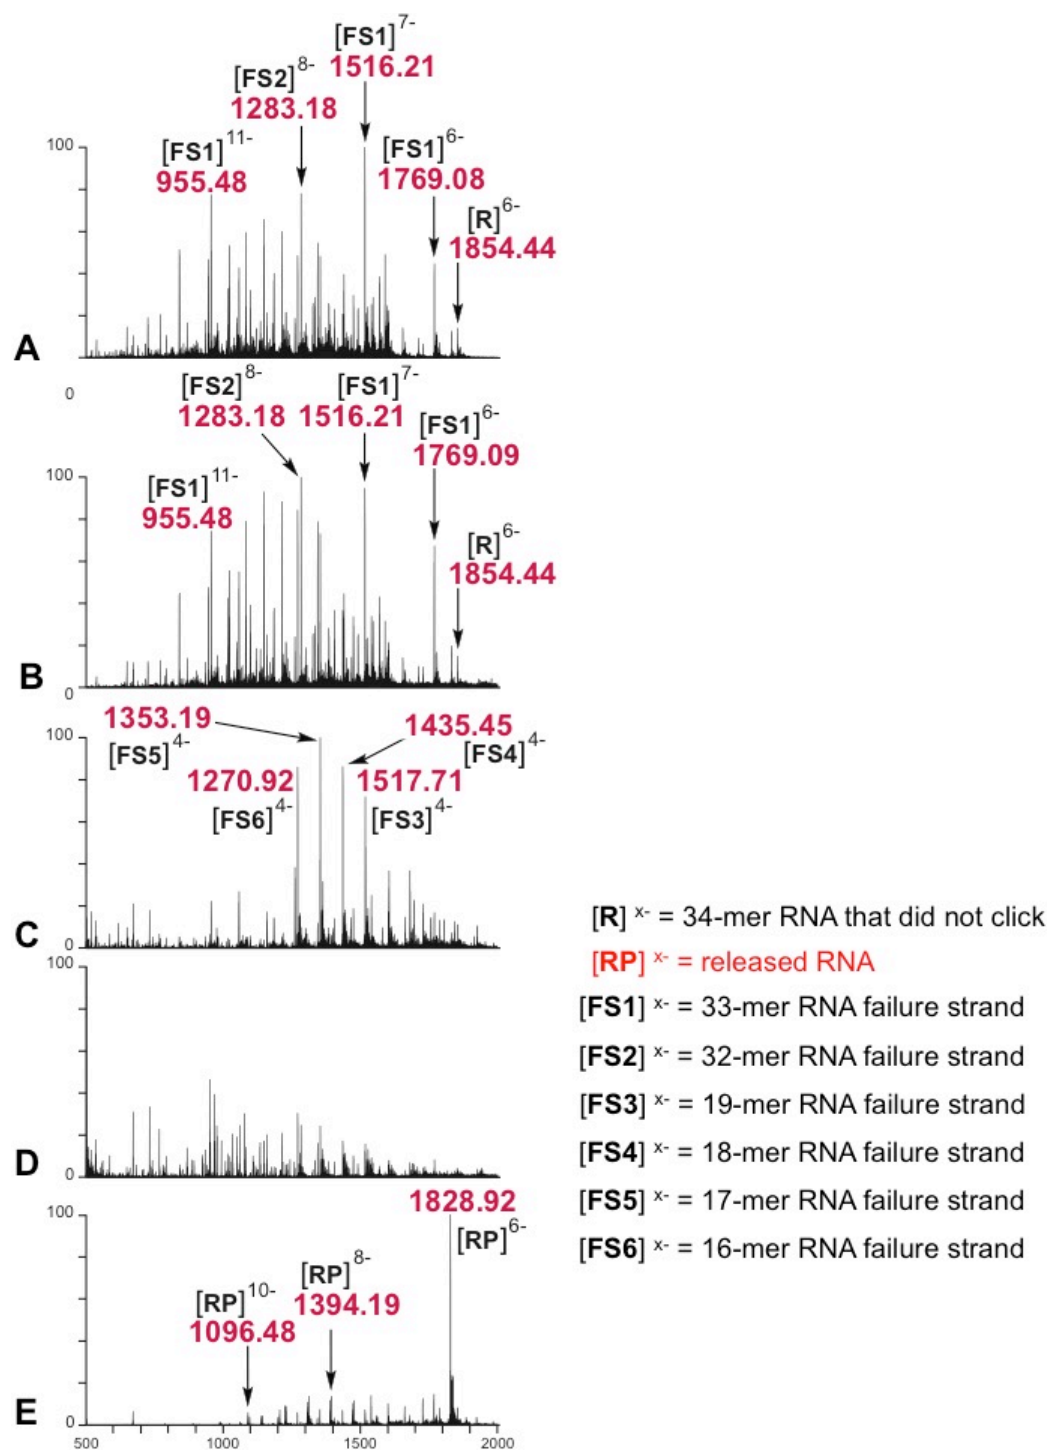 [FS1]7-
1516.21
[FS2]8-
1283.18
[FS1]11-
955.48
[FS1]6-
1769.08
[R]6-
1854.44
100
A
0
[FS2]8-
1283.18
[FS1]7-
1516.21
[FS1]6-
1769.09
[FS1]11-
955.48
[R]6-
1854.44
100
B
0
1353.19
[FS5]4-
1435.45
[FS4]4-
1270.92
[FS6]4-
1517.71
[FS3]4-
100
C
0
100
D
0
1828.92
[RP]6-
[RP]8-
1394.19
[RP]10-
1096.48
100
E
0
500 1000 1500 2000
[R] x- = 34-mer RNA that did not click
[RP] x- = released RNA
[FS1] x- = 33-mer RNA failure strand
[FS2] x- = 32-mer RNA failure strand
[FS3] x- = 19-mer RNA failure strand
[FS4] x- = 18-mer RNA failure strand
[FS5] x- = 17-mer RNA failure strand
[FS6] x- = 16-mer RNA failure strand